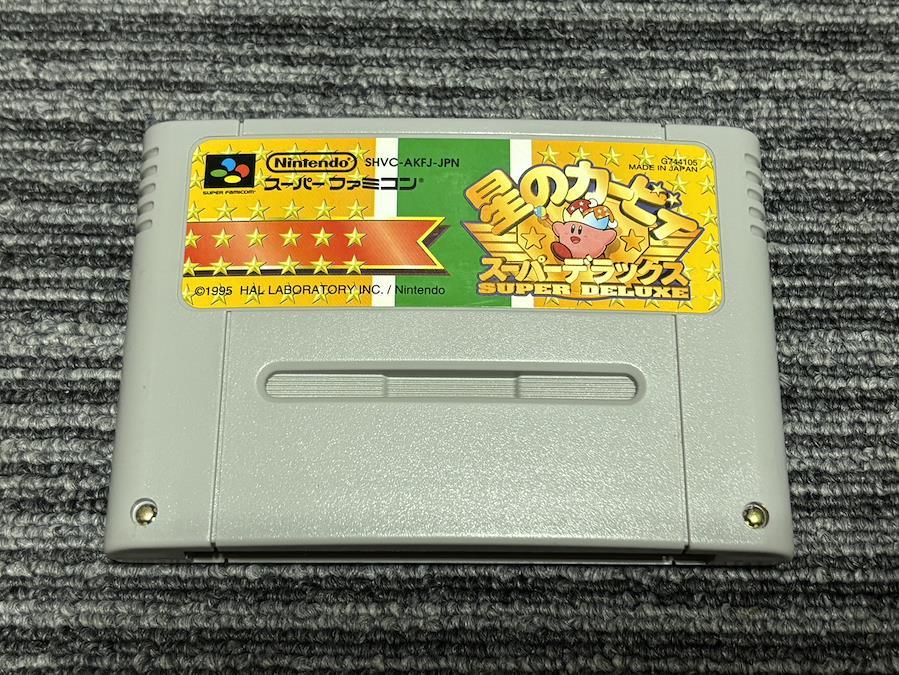 Nintendo® SHVC-AKFJ-JPN
スーパーファミコン®
SUPER FAMICOM
G744105
MADE IN JAPAN
星のカービィ
スーパーデラックス
SUPER DELUXE
©1995 HAL LABORATORY INC. / Nintendo